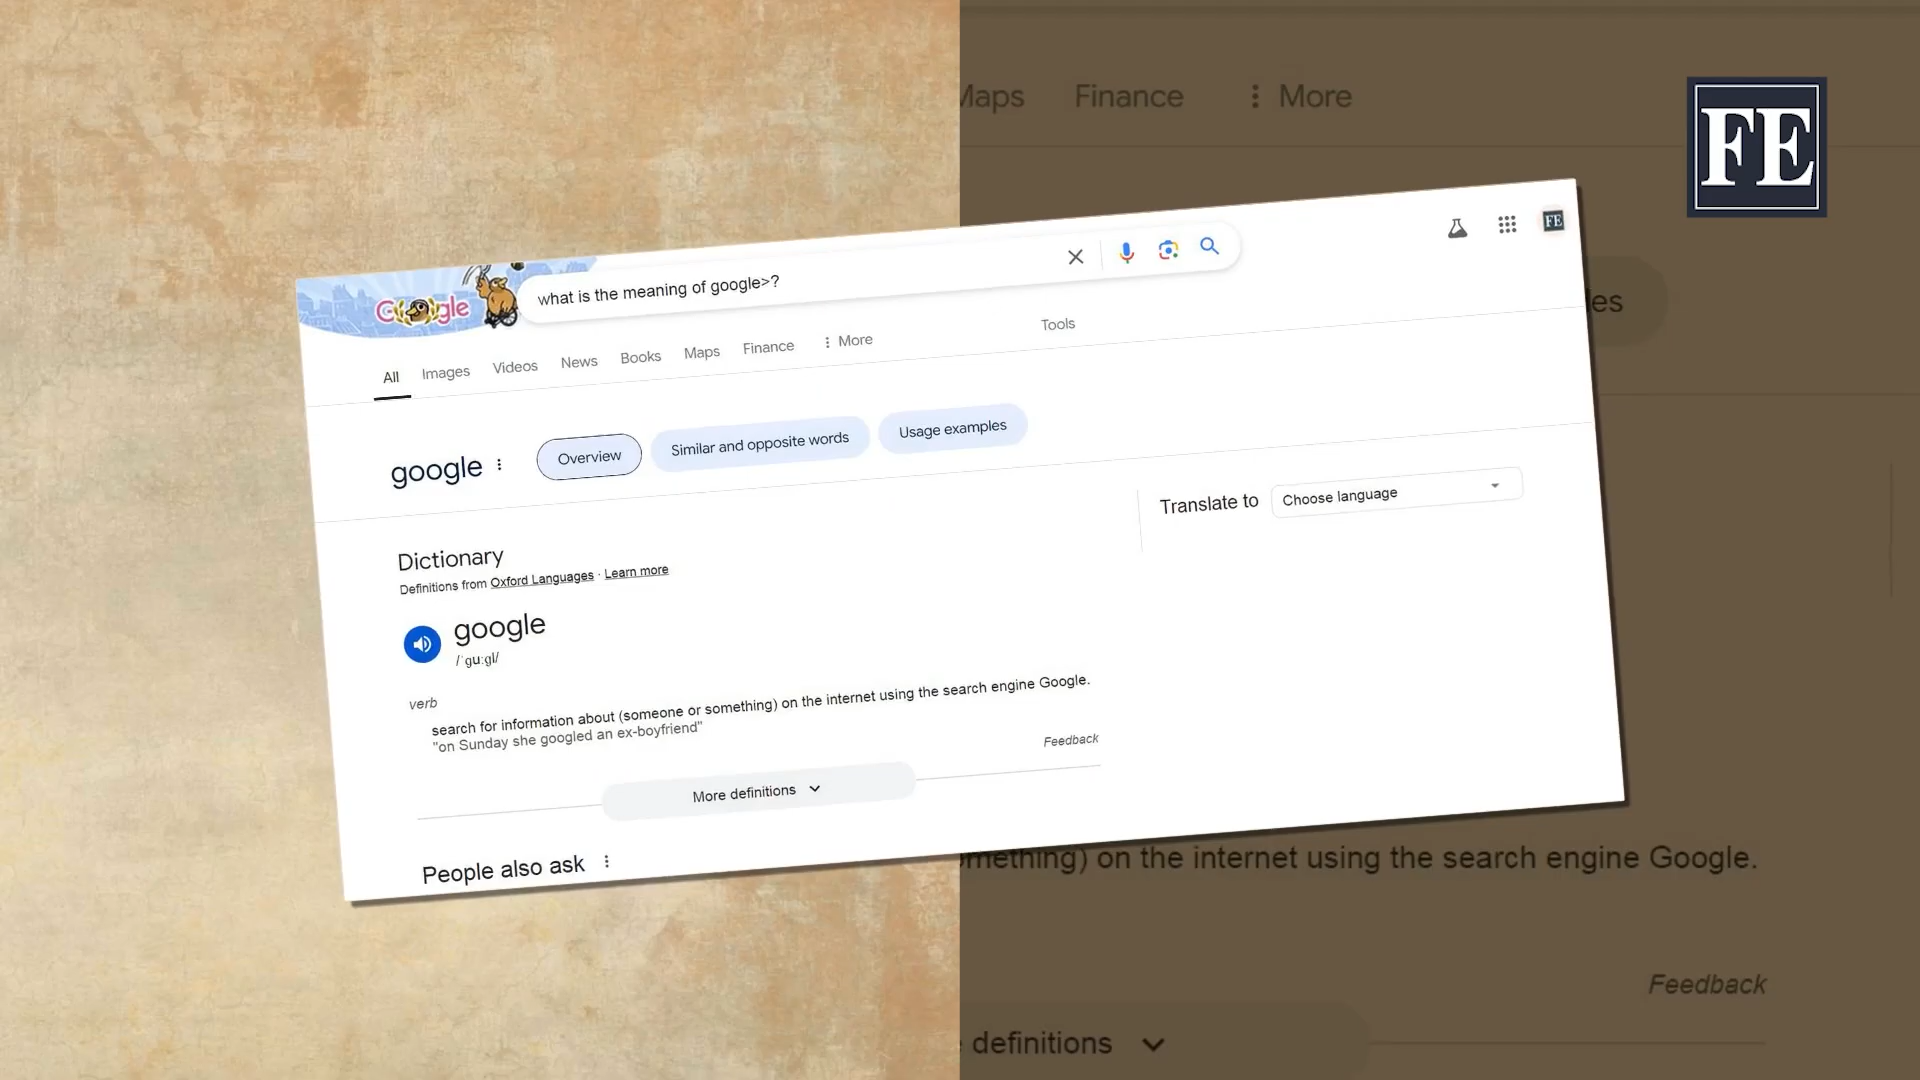 Maps Finance More
FE
Google what is the meaning of google>?
FE
All Images Videos News Books Maps Finance More Tools
google Overview Similar and opposite words Usage examples
Translate to Choose language
Dictionary
Definitions from Oxford Languages · Learn more
google
/ˈɡuːɡl/
verb
search for information about (someone or something) on the internet using the search engine Google.
"on Sunday she googled an ex-boyfriend"
Feedback
More definitions
People also ask
mething) on the internet using the search engine Google.
Feedback
definitions